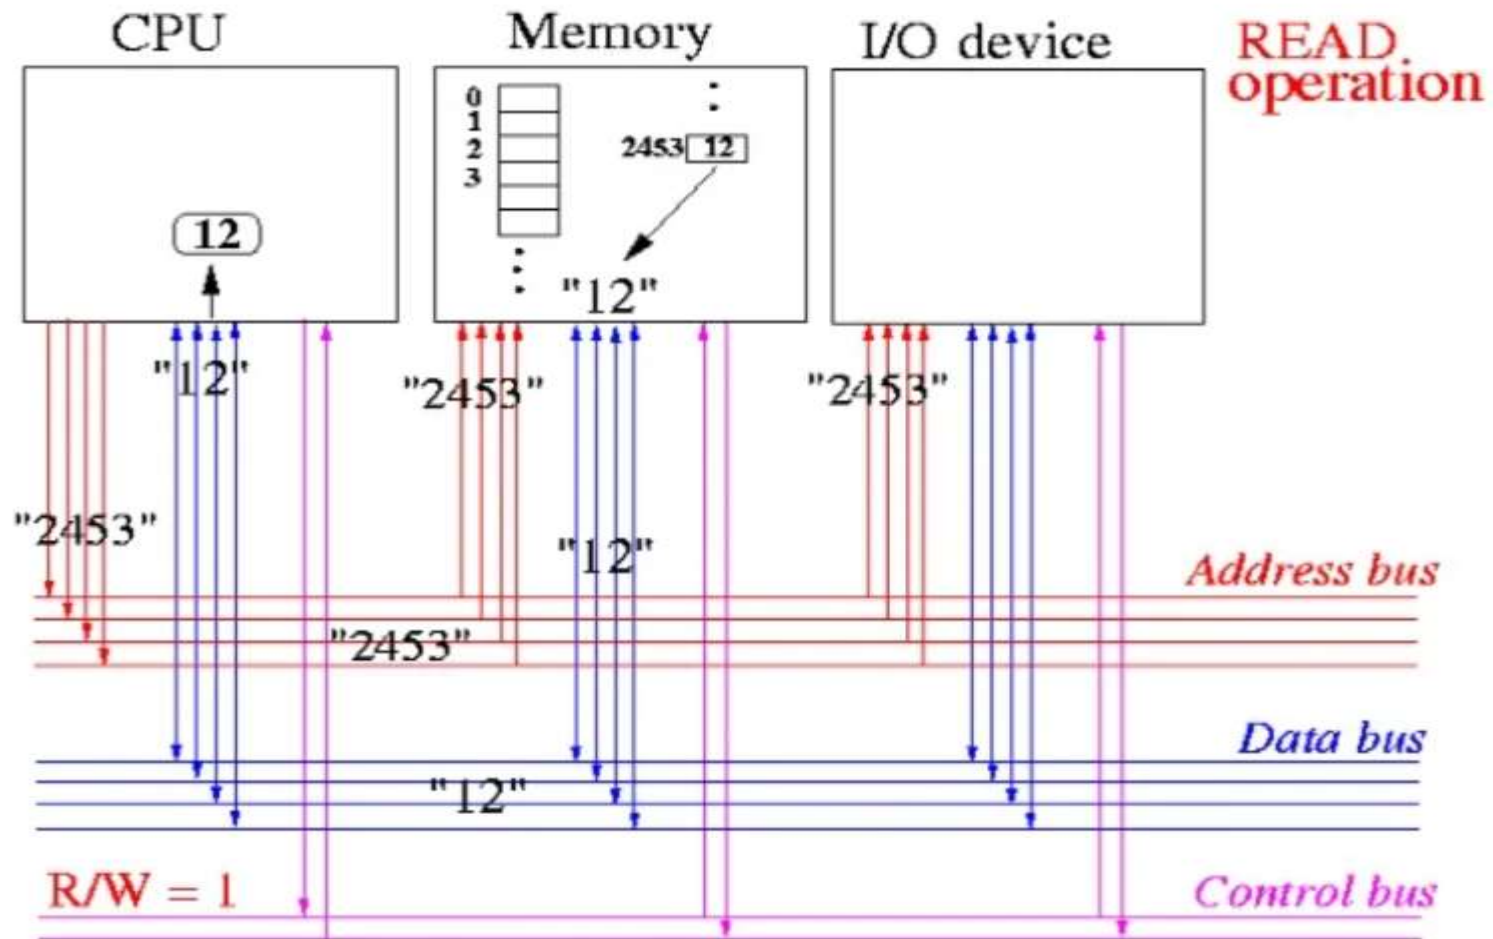 CPU
Memory
I/O device
READ
operation
0
1
2
3
2453 12
12
"12"
"12"
"2453"
"2453"
"2453"
"12"
Address bus
"2453"
Data bus
"12"
R/W = 1
Control bus